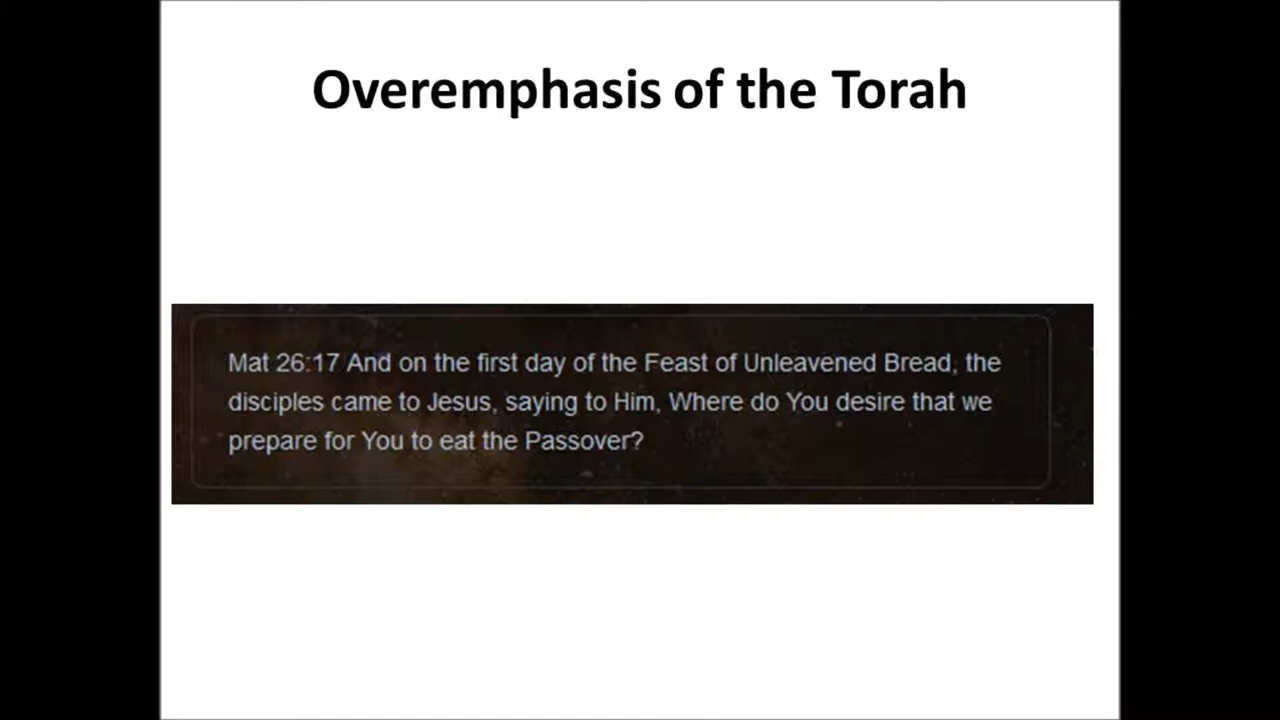 Overemphasis of the Torah
Mat 26:17 And on the first day of the Feast of Unleavened Bread, the
disciples came to Jesus, saying to Him, Where do You desire that we
prepare for You to eat the Passover?